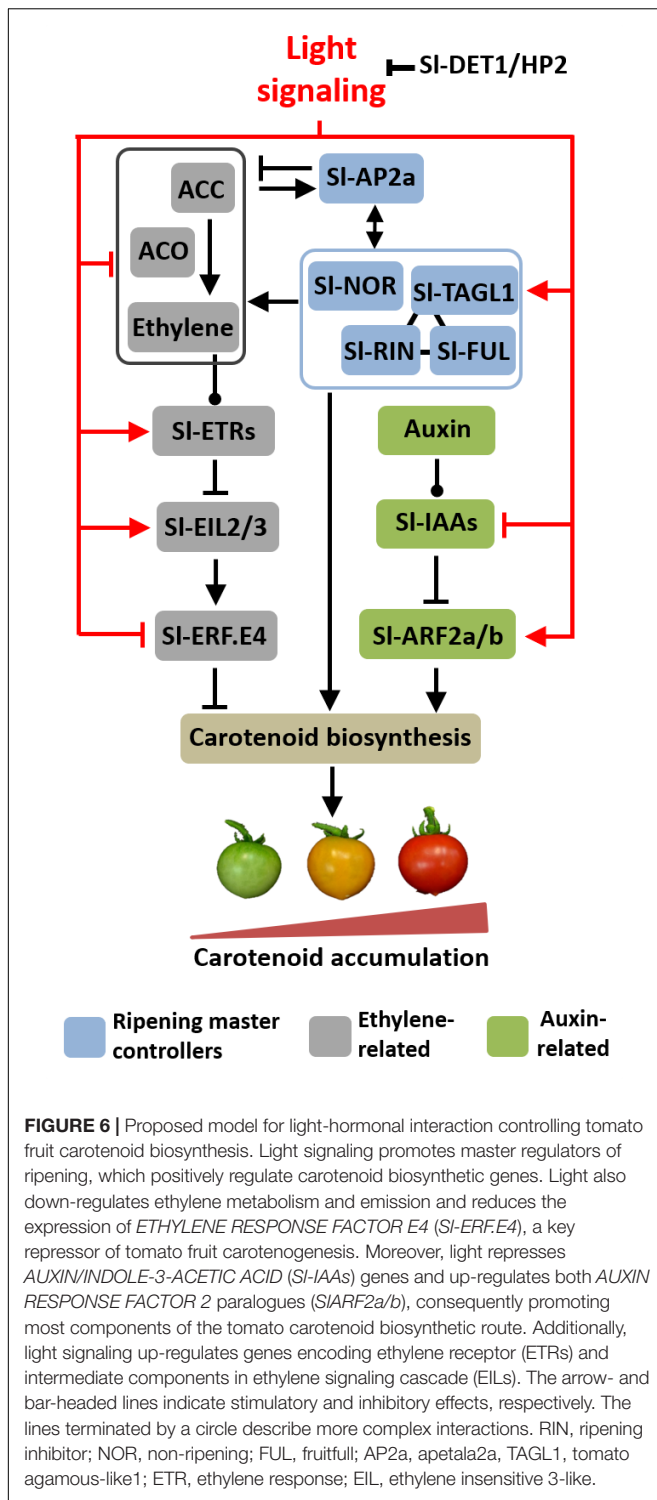 Light
signaling
Sl-DET1/HP2
ACC
Sl-AP2a
ACO
Sl-NOR
Sl-TAGL1
Ethylene
Sl-RIN
Sl-FUL
Sl-ETRs
Auxin
Sl-EIL2/3
Sl-IAAs
Sl-ERF.E4
Sl-ARF2a/b
Carotenoid biosynthesis
Carotenoid accumulation
Ripening master
controllers
Ethylene-
related
Auxin-
related
FIGURE 6 | Proposed model for light-hormonal interaction controlling tomato
fruit carotenoid biosynthesis. Light signaling promotes master regulators of
ripening, which positively regulate carotenoid biosynthetic genes. Light also
down-regulates ethylene metabolism and emission and reduces the
expression of ETHYLENE RESPONSE FACTOR E4 (Sl-ERF.E4), a key
repressor of tomato fruit carotenogenesis. Moreover, light represses
AUXIN/INDOLE-3-ACETIC ACID (Sl-IAAs) genes and up-regulates both AUXIN
RESPONSE FACTOR 2 paralogues (SlARF2a/b), consequently promoting
most components of the tomato carotenoid biosynthetic route. Additionally,
light signaling up-regulates genes encoding ethylene receptor (ETRs) and
intermediate components in ethylene signaling cascade (EILs). The arrow- and
bar-headed lines indicate stimulatory and inhibitory effects, respectively. The
lines terminated by a circle describe more complex interactions. RIN, ripening
inhibitor; NOR, non-ripening; FUL, fruitfull; AP2a, apetala2a, TAGL1, tomato
agamous-like1; ETR, ethylene response; EIL, ethylene insensitive 3-like.